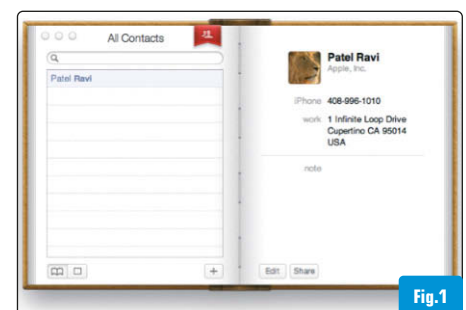 All Contacts
Patel Ravi
Patel Ravi
Apple, Inc.
iPhone 408-996-1010
work 1 Infinite Loop Drive
Cupertino CA 95014
USA
note
Edit Share
Fig.1